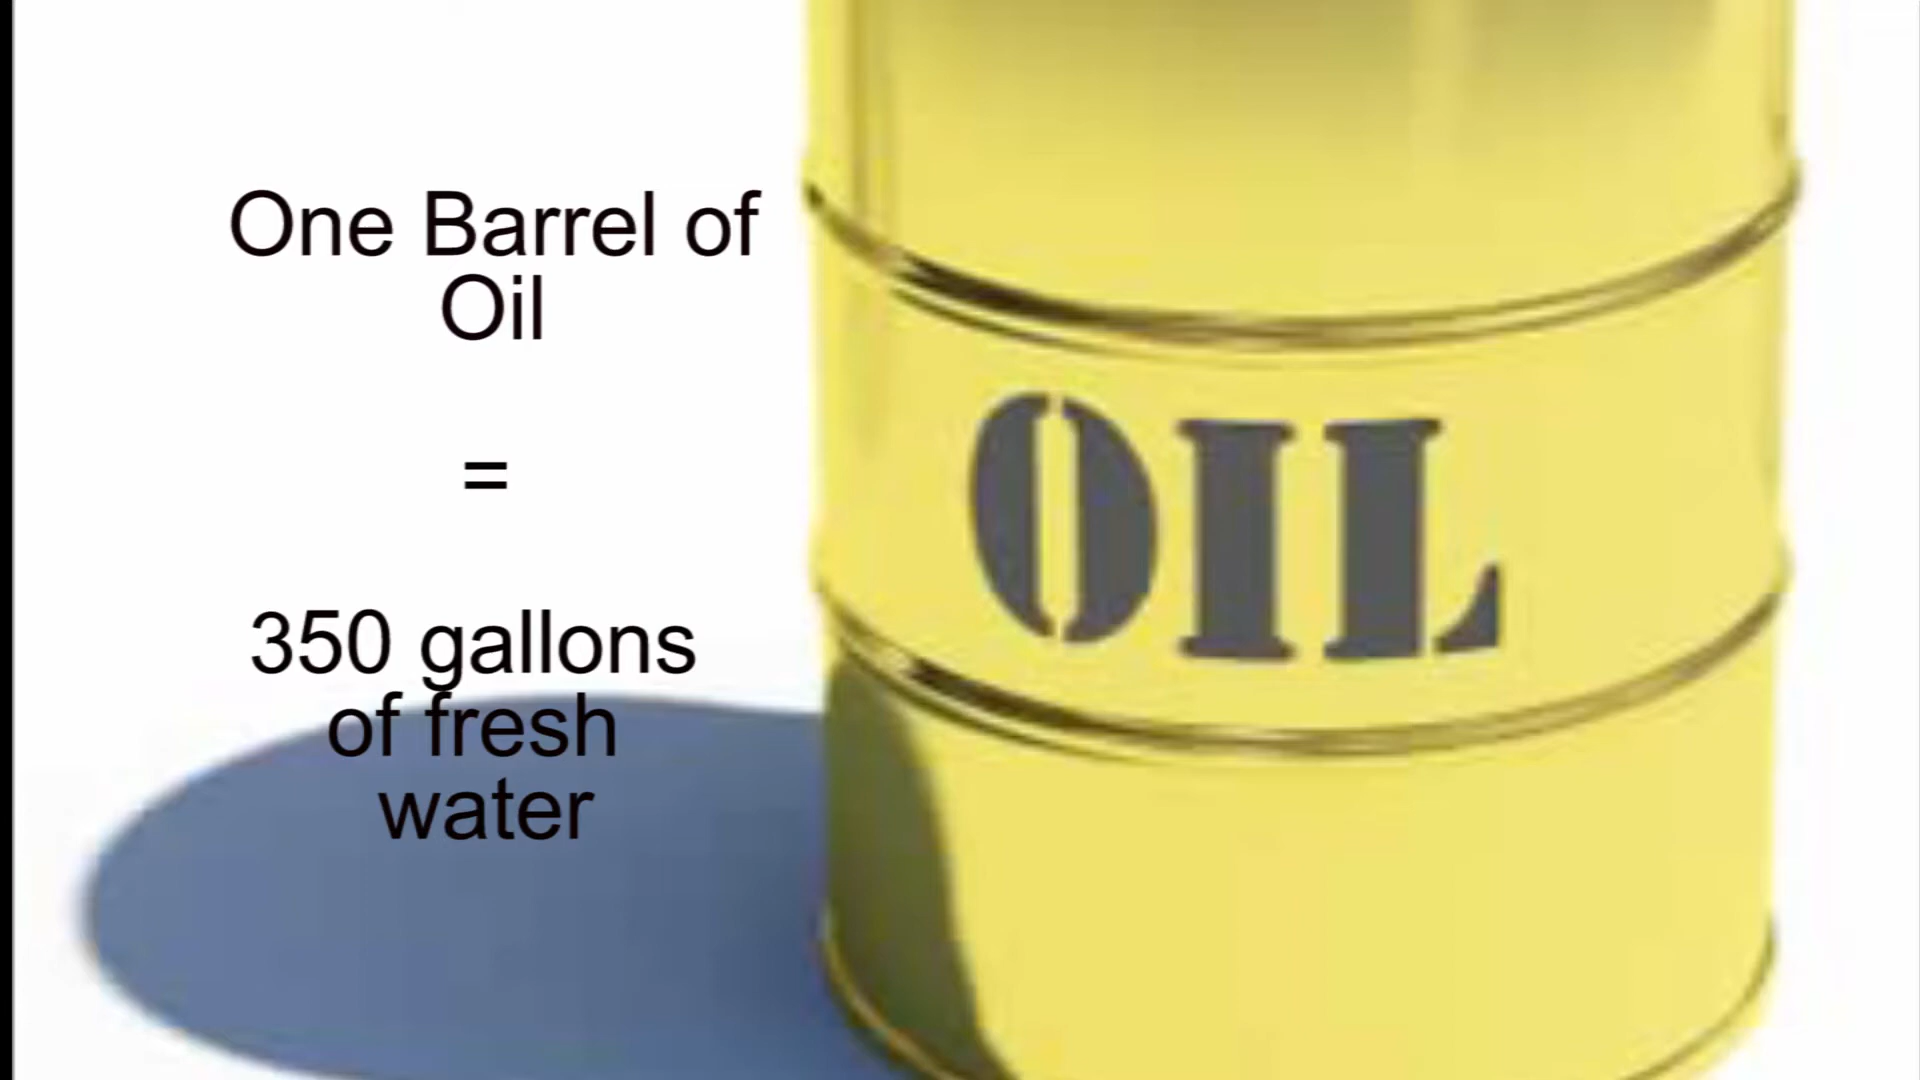 One Barrel of
Oil
=
350 gallons
of fresh
water
OIL